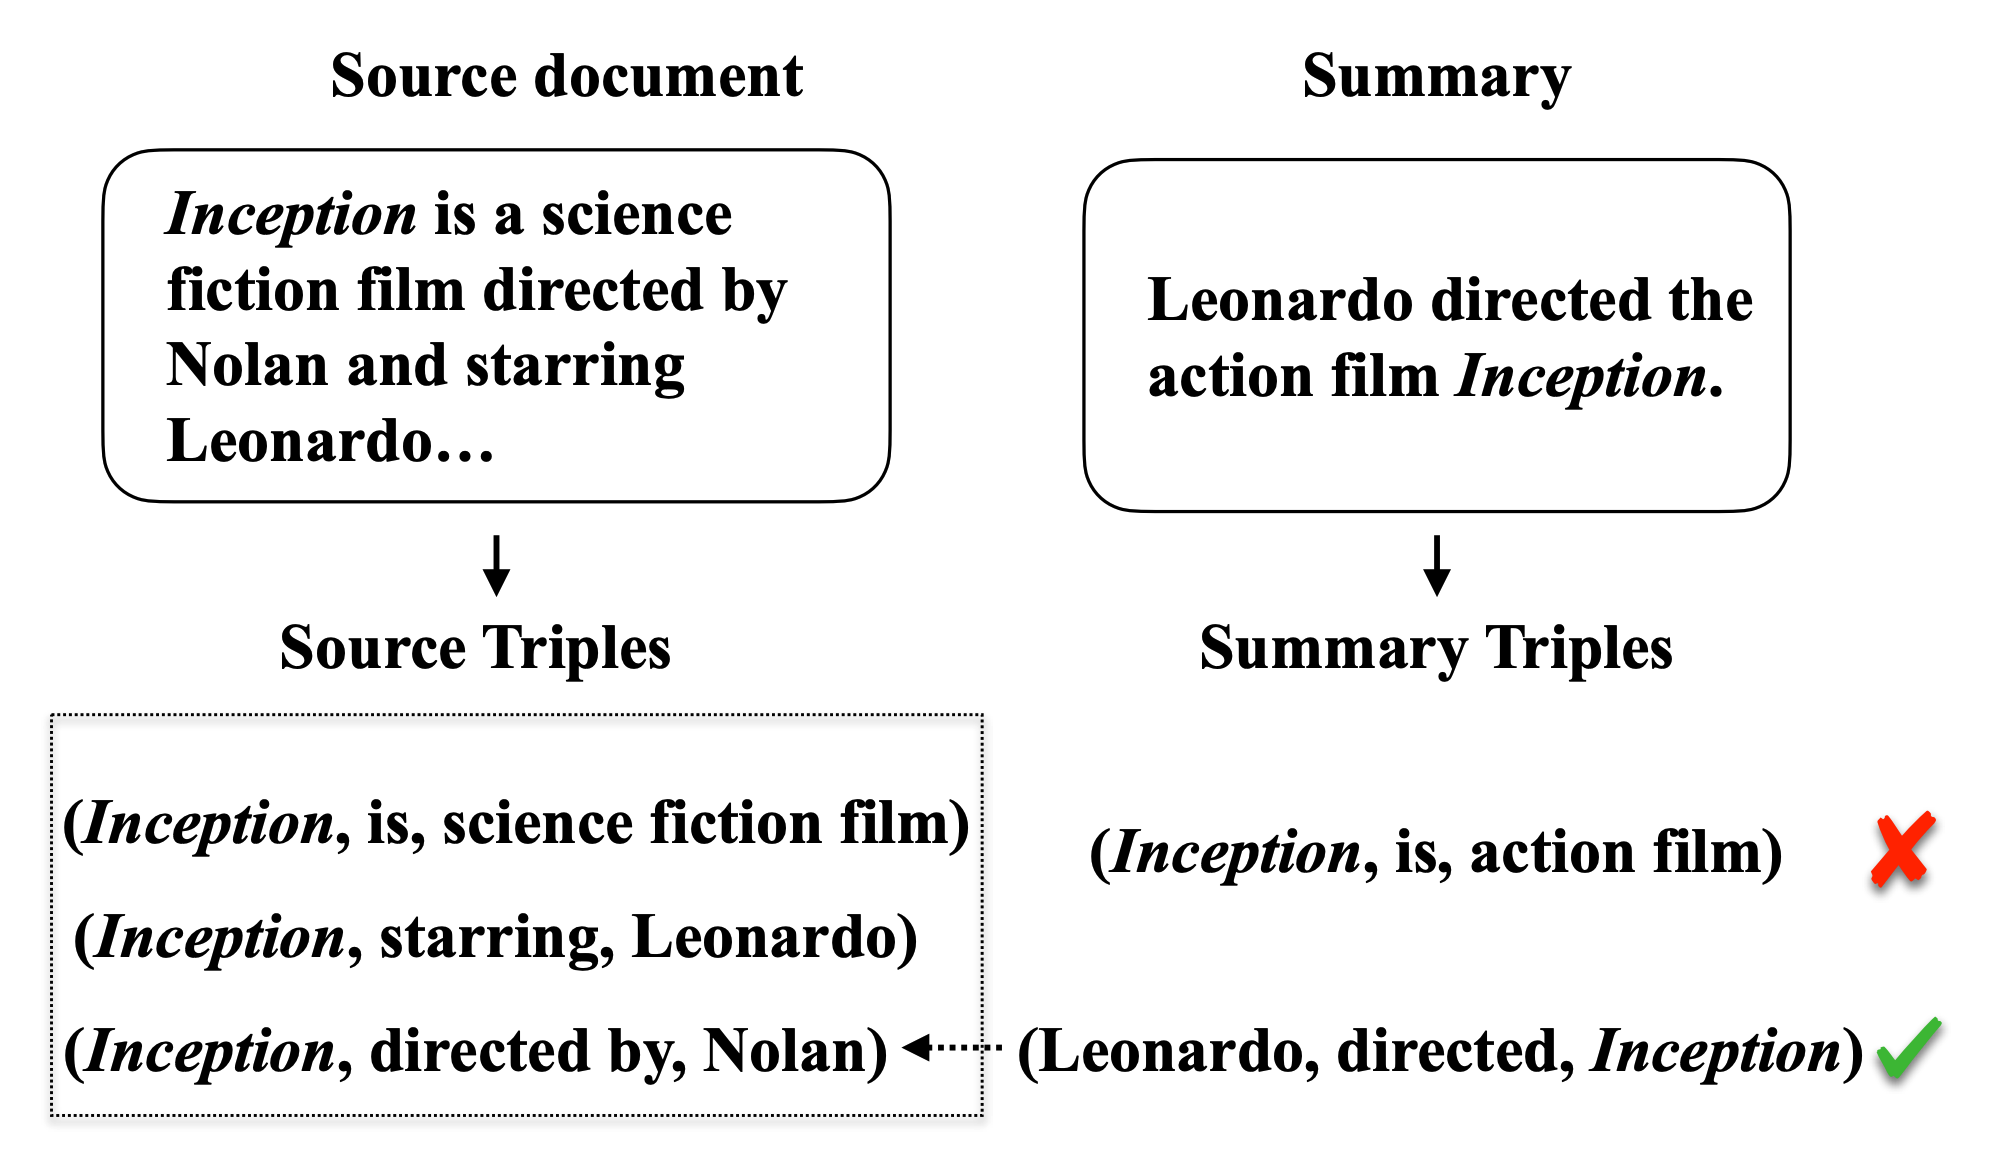 Source document
Inception is a science
fiction film directed by
Nolan and starring
Leonardo…
Source Triples
(Inception, is, science fiction film)
(Inception, starring, Leonardo)
(Inception, directed by, Nolan)
Summary
Leonardo directed the
action film Inception.
Summary Triples
(Inception, is, action film)
(Leonardo, directed, Inception)